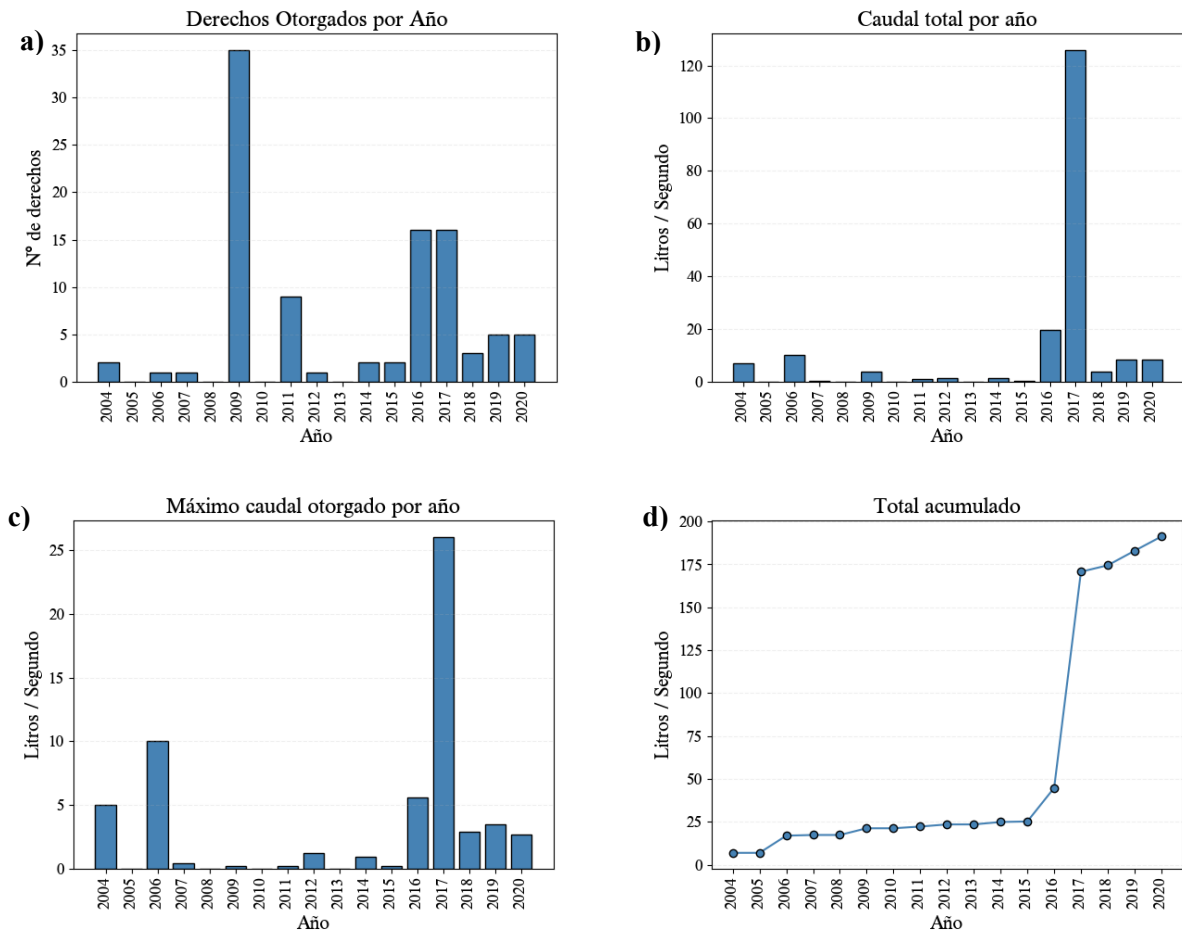 a)
Derechos Otorgados por Año
N° de derechos
35
30
25
20
15
10
5
0
2004 2005 2006 2007 2008 2009 2010 2011 2012 2013 2014 2015 2016 2017 2018 2019 2020
Año
b)
Caudal total por año
Litros / Segundo
120
100
80
60
40
20
0
2004 2005 2006 2007 2008 2009 2010 2011 2012 2013 2014 2015 2016 2017 2018 2019 2020
Año
c)
Máximo caudal otorgado por año
Litros / Segundo
25
20
15
10
5
0
2004 2005 2006 2007 2008 2009 2010 2011 2012 2013 2014 2015 2016 2017 2018 2019 2020
Año
d)
Total acumulado
Litros / Segundo
200
175
150
125
100
75
50
25
0
2004 2005 2006 2007 2008 2009 2010 2011 2012 2013 2014 2015 2016 2017 2018 2019 2020
Año